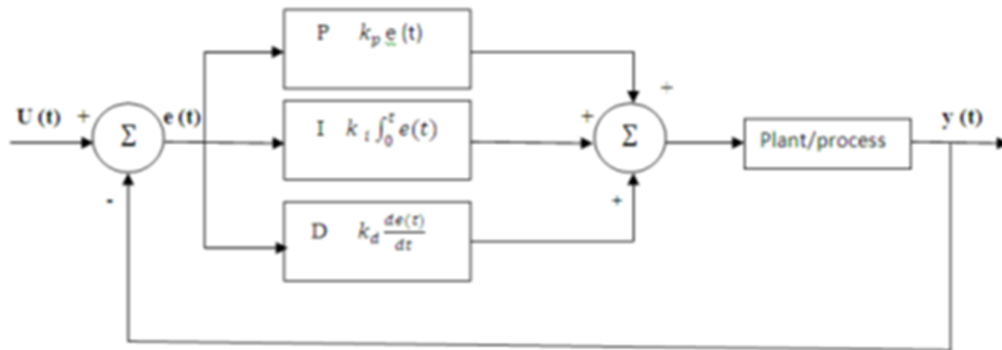 P k_p e (t)
U (t) + Σ e (t) I k_i ∫_0^t e(t) + Σ + Plant/process y (t)
- D k_d de(t)/dt +